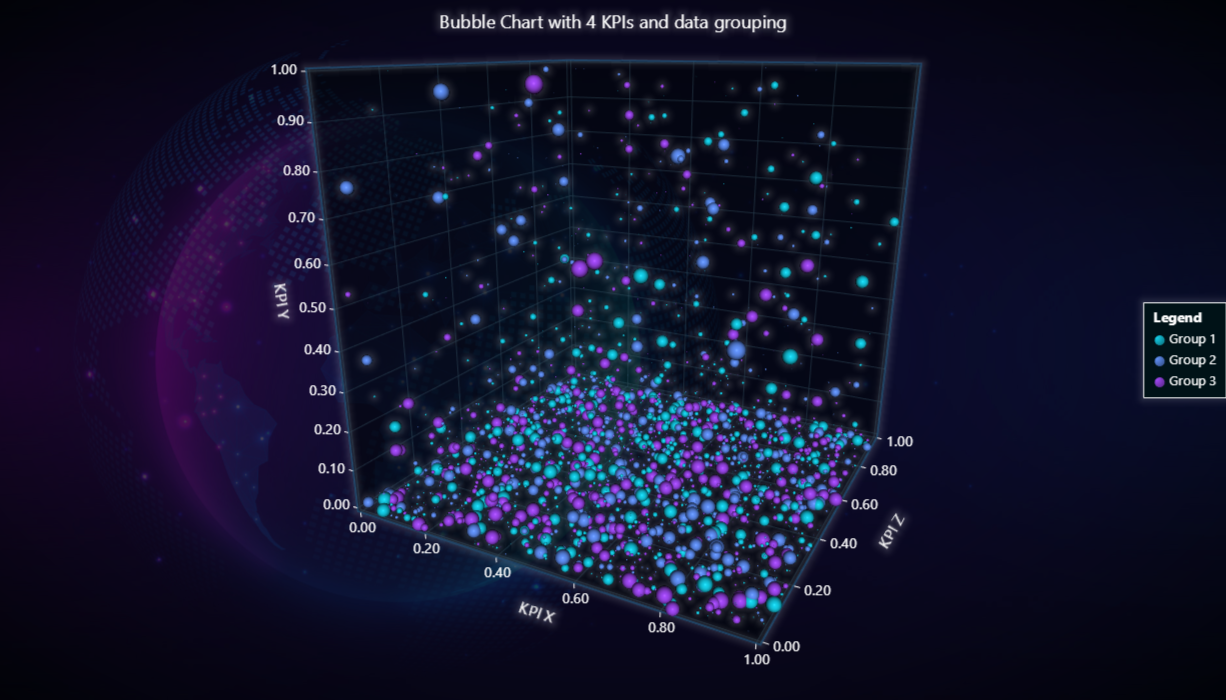 Bubble Chart with 4 KPIs and data grouping
1.00
0.90
0.80
0.70
0.60
0.50
0.40
0.30
0.20
0.10
0.00
KPI Y
0.00
0.20
0.40
0.60
0.80
1.00
KPI X
0.00
0.20
0.40
0.60
0.80
1.00
KPI Z
Legend
Group 1
Group 2
Group 3